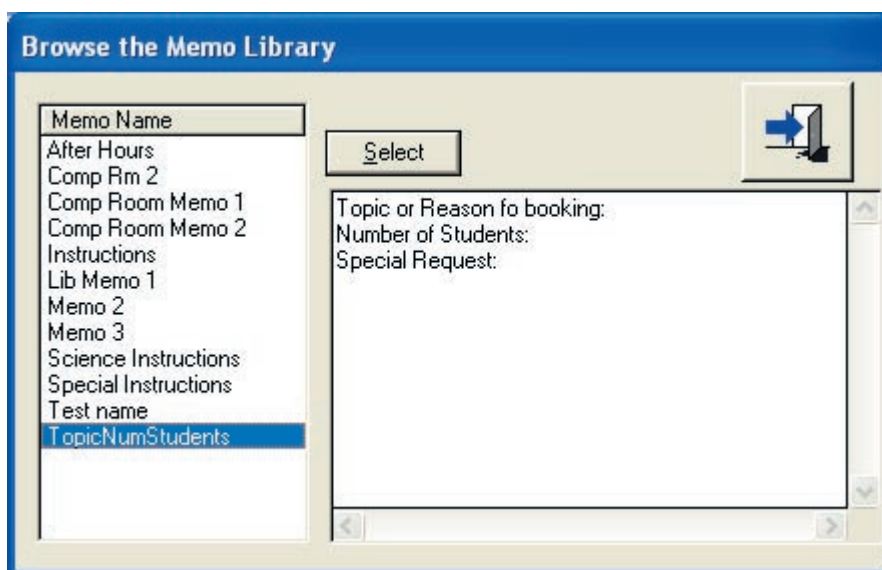 Browse the Memo Library
Memo Name
After Hours
Comp Rm 2
Comp Room Memo 1
Comp Room Memo 2
Instructions
Lib Memo 1
Memo 2
Memo 3
Science Instructions
Special Instructions
Test name
TopicNumStudents
Select
Topic or Reason fo booking:
Number of Students:
Special Request: